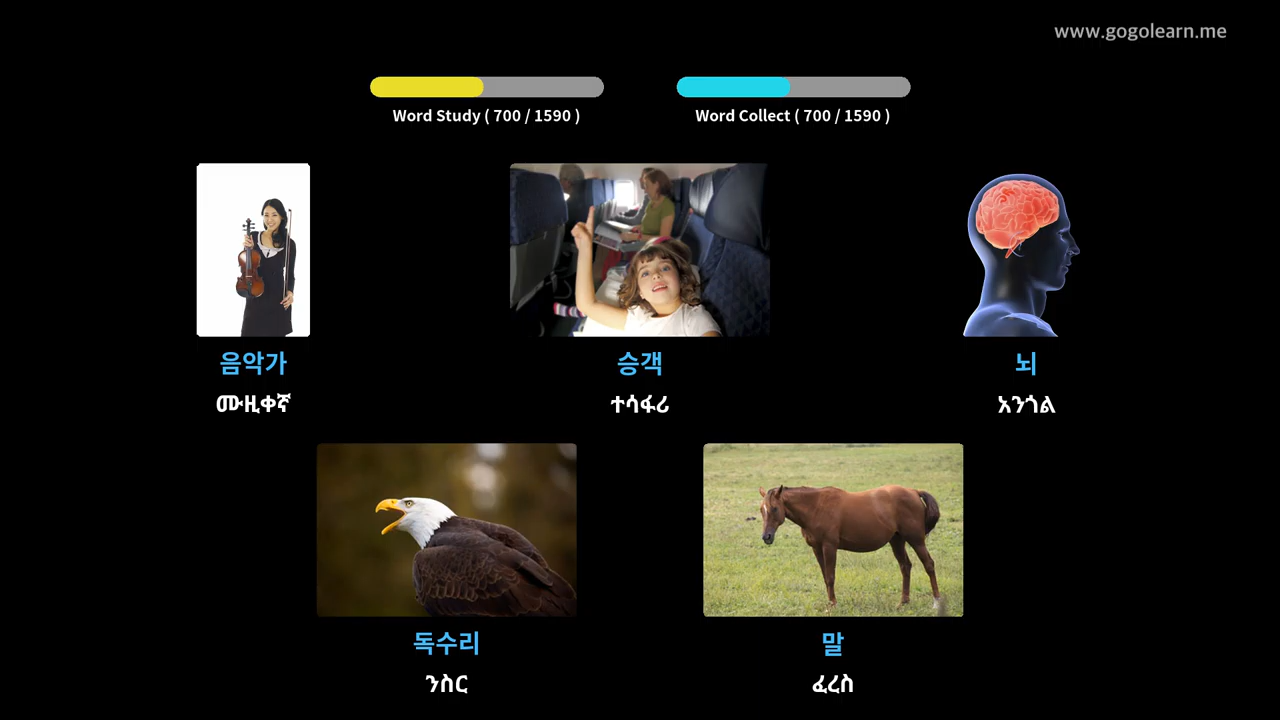 www.gogolearn.me
Word Study ( 700 / 1590 )
Word Collect ( 700 / 1590 )
음악가
ሙዚቀኛ
승객
ተሳፋሪ
뇌
አንጎል
독수리
ንስር
말
ፈረስ